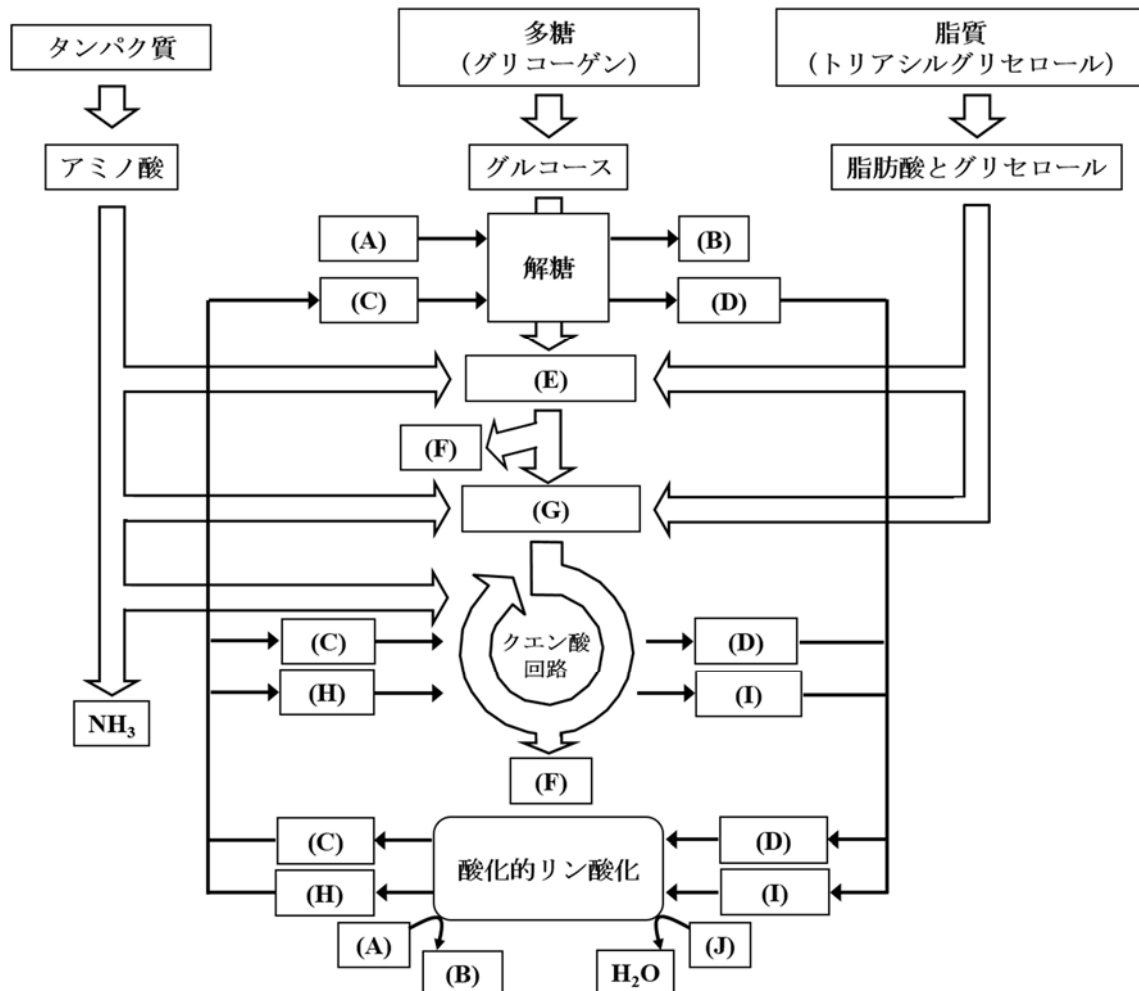 タンパク質
多糖
(グリコーゲン)
脂質
(トリアシルグリセロール)
アミノ酸
グルコース
脂肪酸とグリセロール
(A)
解糖
(B)
(C)
(D)
(E)
(F)
(G)
クエン酸
回路
(C)
(D)
(H)
(I)
NH₃
(F)
(C)
酸化的リン酸化
(D)
(H)
(I)
(A)
(B)
H₂O
(J)